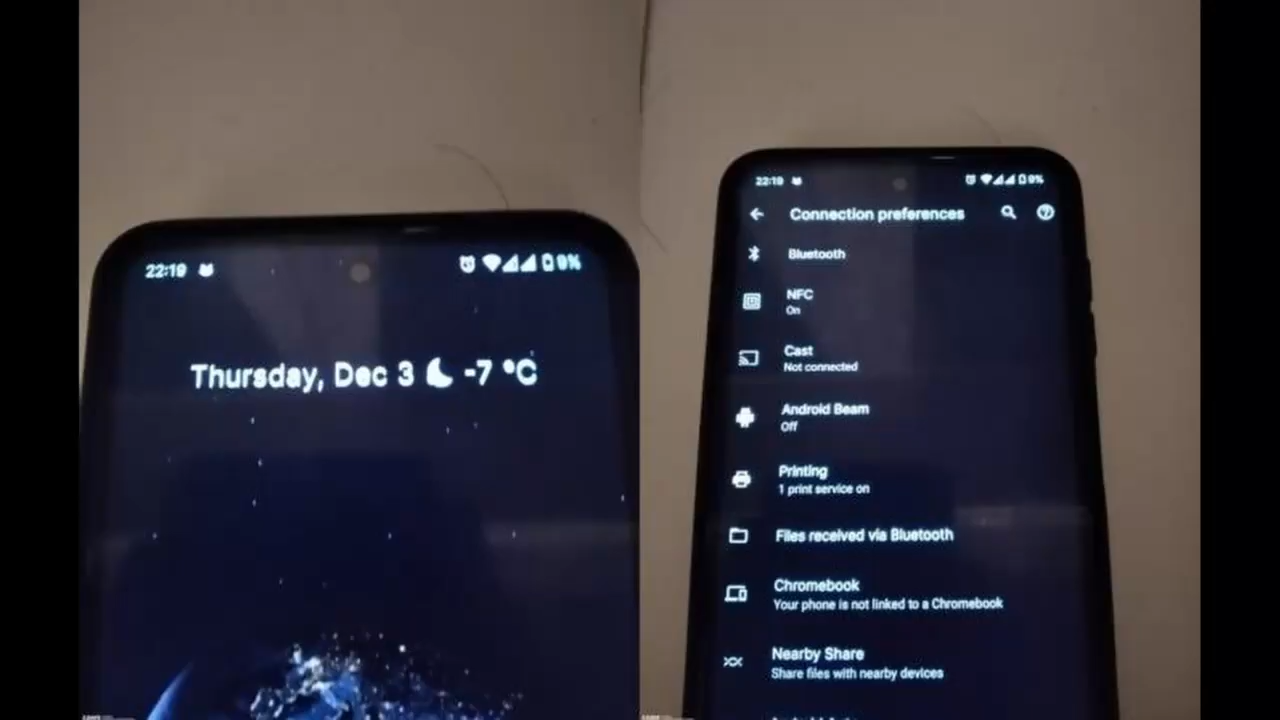 22:19
9%
Thursday, Dec 3 -7 °C
22:19
9%
Connection preferences
Bluetooth
NFC
On
Cast
Not connected
Android Beam
Off
Printing
1 print service on
Files received via Bluetooth
Chromebook
Your phone is not linked to a Chromebook
Nearby Share
Share files with nearby devices